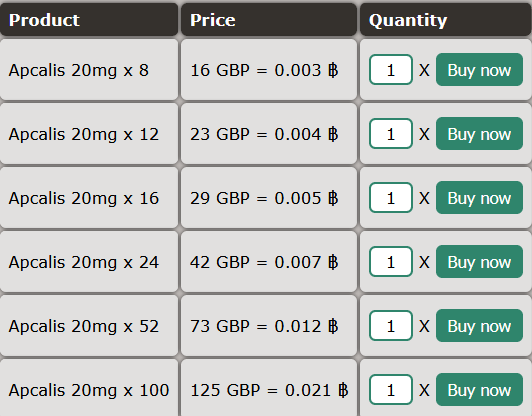 Product Price Quantity
Apcalis 20mg x 8 16 GBP = 0.003 ฿ 1 X Buy now
Apcalis 20mg x 12 23 GBP = 0.004 ฿ 1 X Buy now
Apcalis 20mg x 16 29 GBP = 0.005 ฿ 1 X Buy now
Apcalis 20mg x 24 42 GBP = 0.007 ฿ 1 X Buy now
Apcalis 20mg x 52 73 GBP = 0.012 ฿ 1 X Buy now
Apcalis 20mg x 100 125 GBP = 0.021 ฿ 1 X Buy now